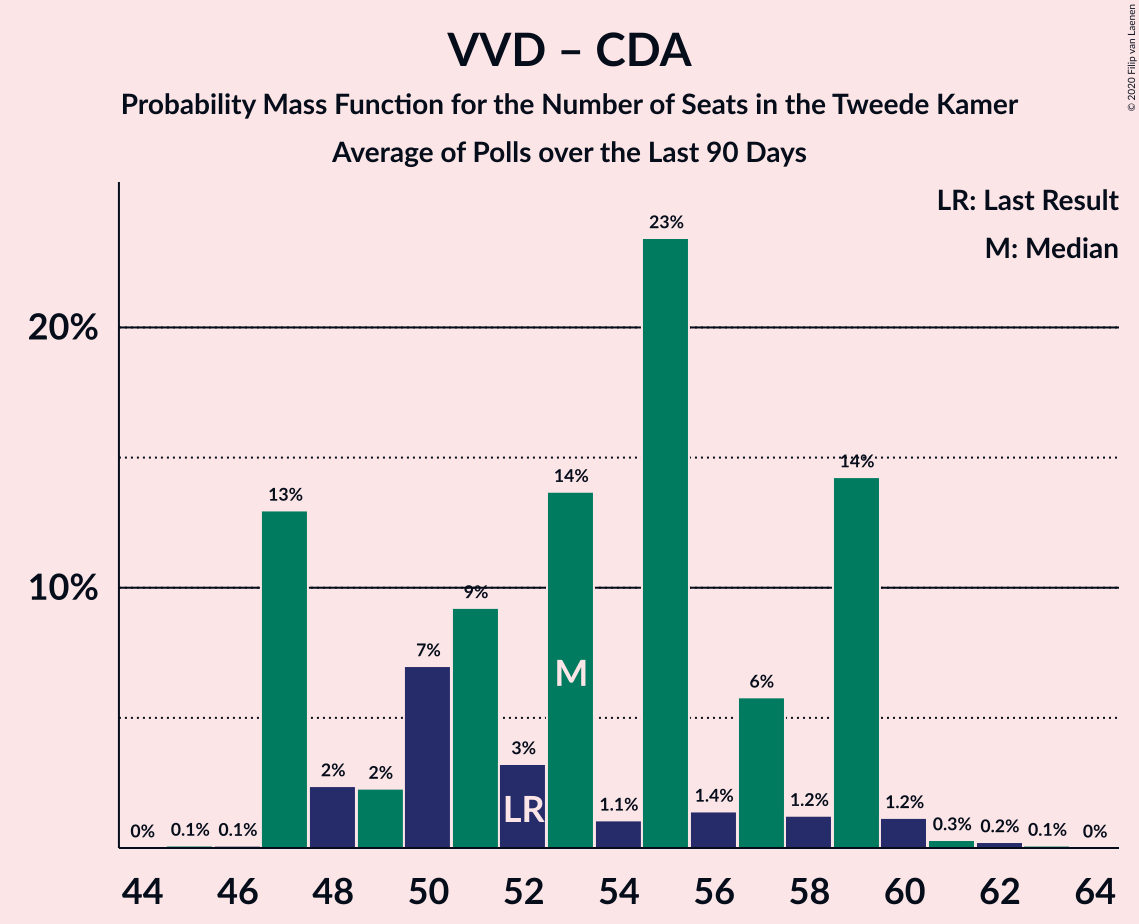 VVD – CDA
Probability Mass Function for the Number of Seats in the Tweede Kamer
Average of Polls over the Last 90 Days
© 2020 Filip van Laenen
LR: Last Result
M: Median
23%
20%
14%
14%
13%
10%
9%
7%
M
6%
3%
2%
2%
LR
1.4%
1.2%
1.2%
1.1%
0%
0.1%
0.1%
0.3%
0.2%
0.1%
0%
44 46 48 50 52 54 56 58 60 62 64